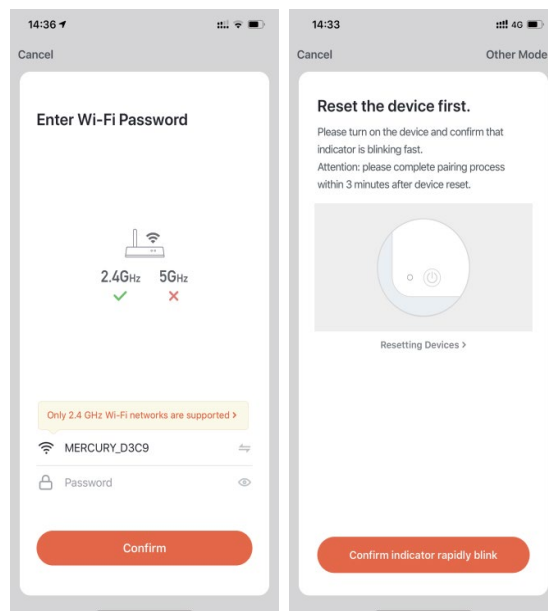 14:36
Cancel
Enter Wi-Fi Password
2.4GHz 5GHz
Only 2.4 GHz Wi-Fi networks are supported >
MERCURY_D3C9
Password
Confirm
14:33
4G
Cancel Other Mode
Reset the device first.
Please turn on the device and confirm that
indicator is blinking fast.
Attention: please complete pairing process
within 3 minutes after device reset.
Resetting Devices >
Confirm indicator rapidly blink